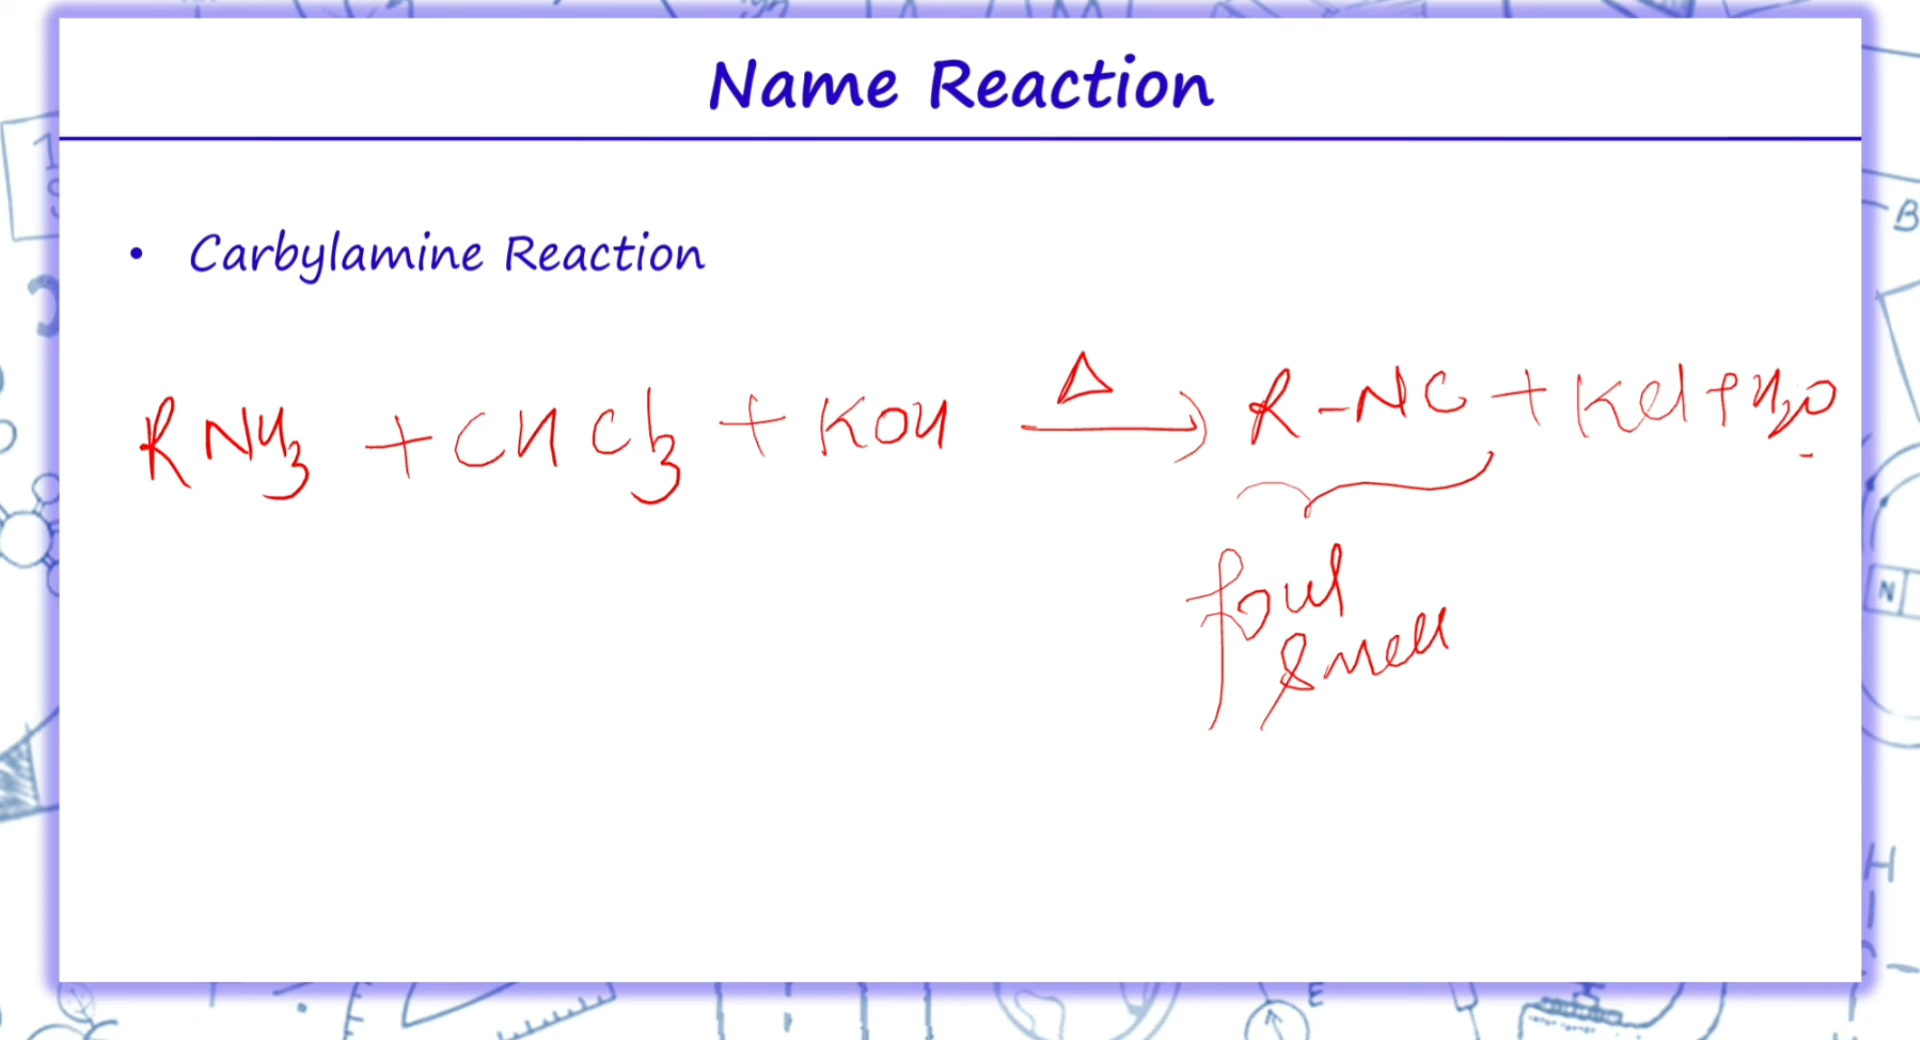 Name Reaction
• Carbylamine Reaction
RNH₃ + CHCl₃ + KOH →Δ R-NC + KCl + H₂O
foul
smell